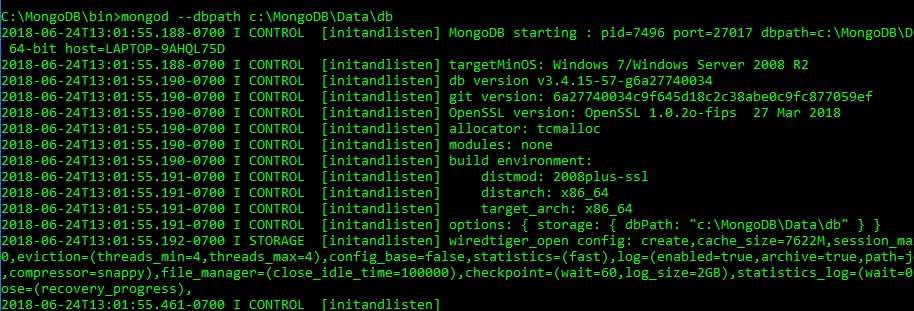 C:\MongoDB\bin>mongod --dbpath c:\MongoDB\Data\db
2018-06-24T13:01:55.188-0700 I CONTROL  [initandlisten] MongoDB starting : pid=7496 port=27017 dbpath=c:\MongoDB\D
 64-bit host=LAPTOP-9AHQL75D
2018-06-24T13:01:55.188-0700 I CONTROL  [initandlisten] targetMinOS: Windows 7/Windows Server 2008 R2
2018-06-24T13:01:55.190-0700 I CONTROL  [initandlisten] db version v3.4.15-57-g6a27740034
2018-06-24T13:01:55.190-0700 I CONTROL  [initandlisten] git version: 6a27740034c9f645d18c2c38abe0c9fc877059ef
2018-06-24T13:01:55.190-0700 I CONTROL  [initandlisten] OpenSSL version: OpenSSL 1.0.2o-fips  27 Mar 2018
2018-06-24T13:01:55.190-0700 I CONTROL  [initandlisten] allocator: tcmalloc
2018-06-24T13:01:55.190-0700 I CONTROL  [initandlisten] modules: none
2018-06-24T13:01:55.190-0700 I CONTROL  [initandlisten] build environment:
2018-06-24T13:01:55.191-0700 I CONTROL  [initandlisten]     distmod: 2008plus-ssl
2018-06-24T13:01:55.191-0700 I CONTROL  [initandlisten]     distarch: x86_64
2018-06-24T13:01:55.191-0700 I CONTROL  [initandlisten]     target_arch: x86_64
2018-06-24T13:01:55.191-0700 I CONTROL  [initandlisten] options: { storage: { dbPath: "c:\MongoDB\Data\db" } }
2018-06-24T13:01:55.192-0700 I STORAGE  [initandlisten] wiredtiger_open config: create,cache_size=7622M,session_ma
0,eviction=(threads_min=4,threads_max=4),config_base=false,statistics=(fast),log=(enabled=true,archive=true,path=j
,compressor=snappy),file_manager=(close_idle_time=100000),checkpoint=(wait=60,log_size=2GB),statistics_log=(wait=0
ose=(recovery_progress),
2018-06-24T13:01:55.461-0700 I CONTROL  [initandlisten]